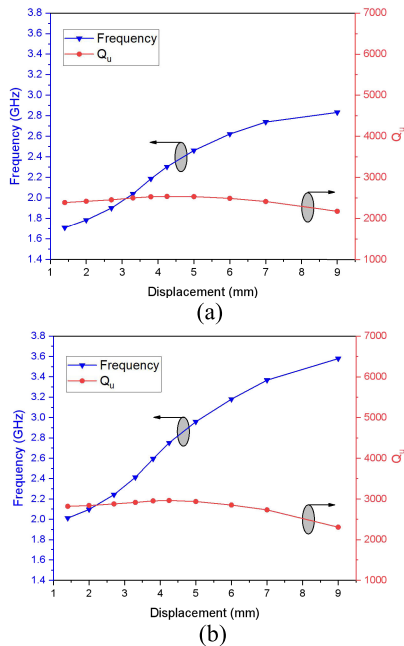 3.8
3.6
3.4
3.2
3.0
2.8
2.6
2.4
2.2
2.0
1.8
1.6
1.4
Frequency (GHz)
Frequency
Qu
7000
6000
5000
4000
3000
2000
1000
Qu
1 2 3 4 5 6 7 8 9
Displacement (mm)
(a)
3.8
3.6
3.4
3.2
3.0
2.8
2.6
2.4
2.2
2.0
1.8
1.6
1.4
Frequency (GHz)
Frequency
Qu
7000
6000
5000
4000
3000
2000
1000
Qu
1 2 3 4 5 6 7 8 9
Displacement (mm)
(b)